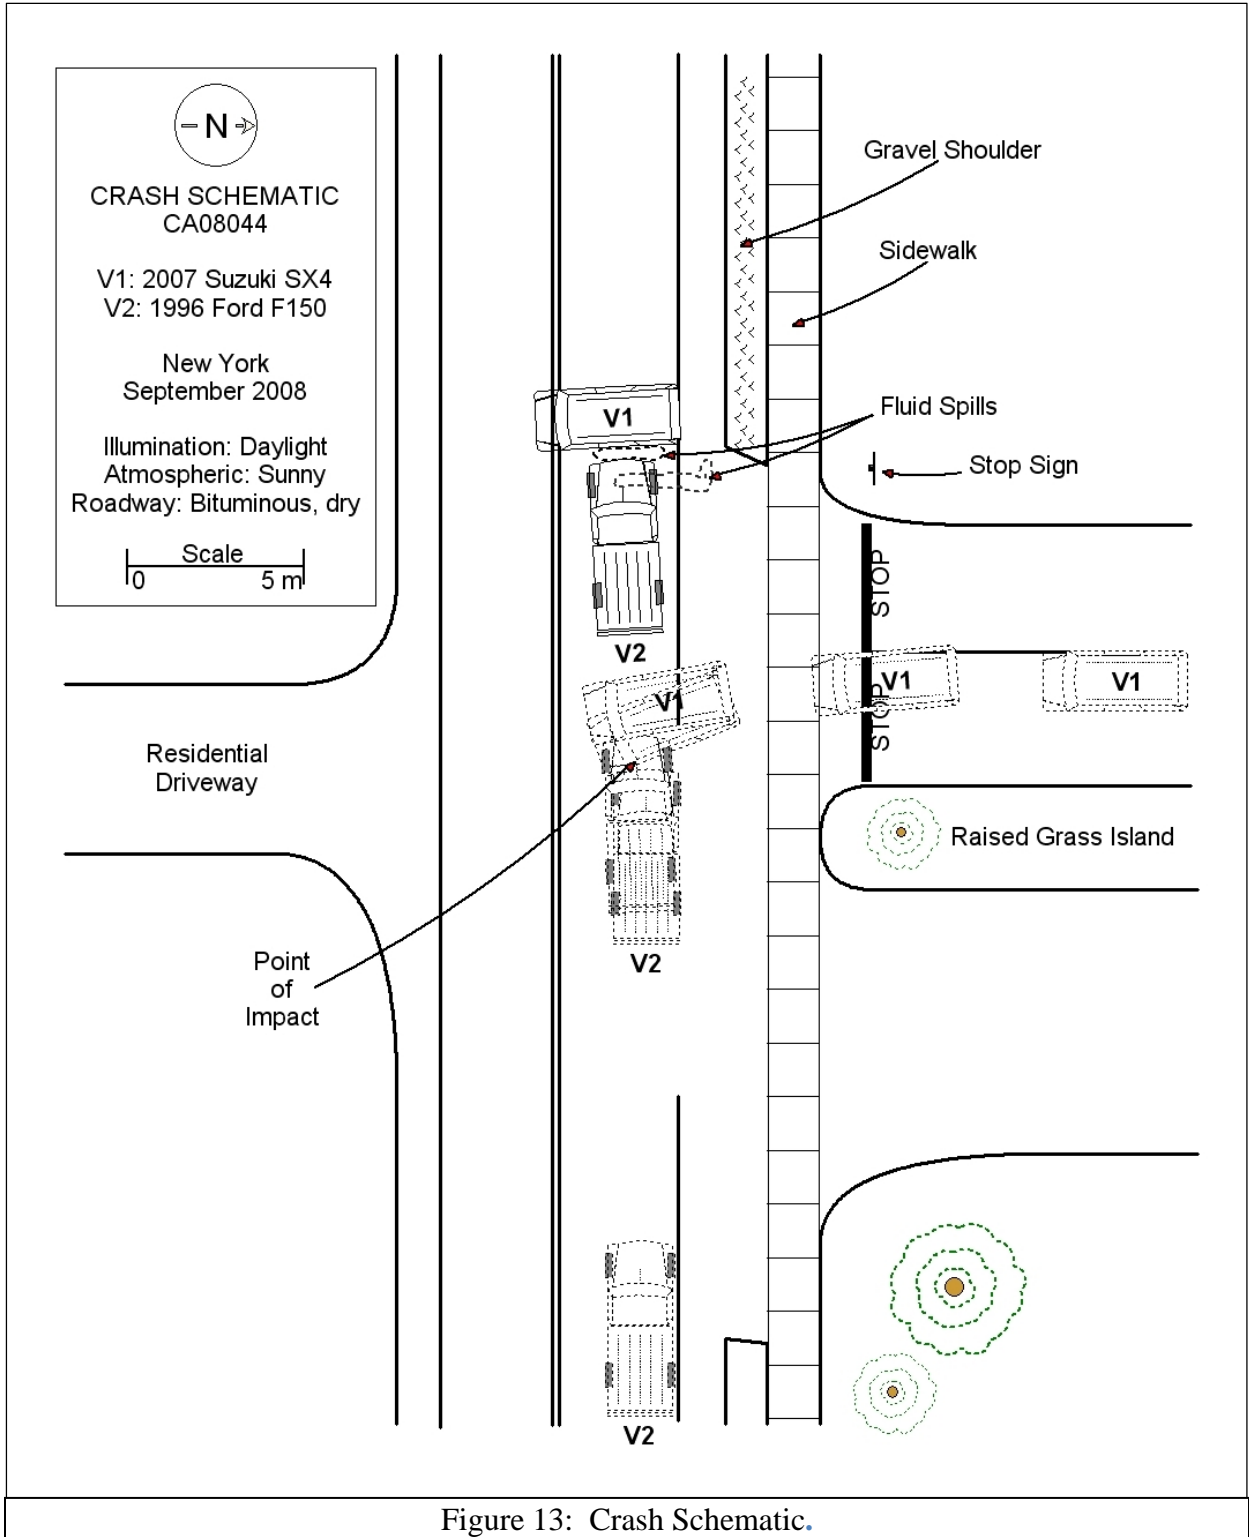 N
CRASH SCHEMATIC
CA08044
V1: 2007 Suzuki SX4
V2: 1996 Ford F150
New York
September 2008
Illumination: Daylight
Atmospheric: Sunny
Roadway: Bituminous, dry
Scale
0 5 m
Gravel Shoulder
Sidewalk
V1
Fluid Spills
Stop Sign
STOP
V2
V1
V1
V1
STOP
Residential
Driveway
Raised Grass Island
Point
of
Impact
V2
V2
Figure 13: Crash Schematic.